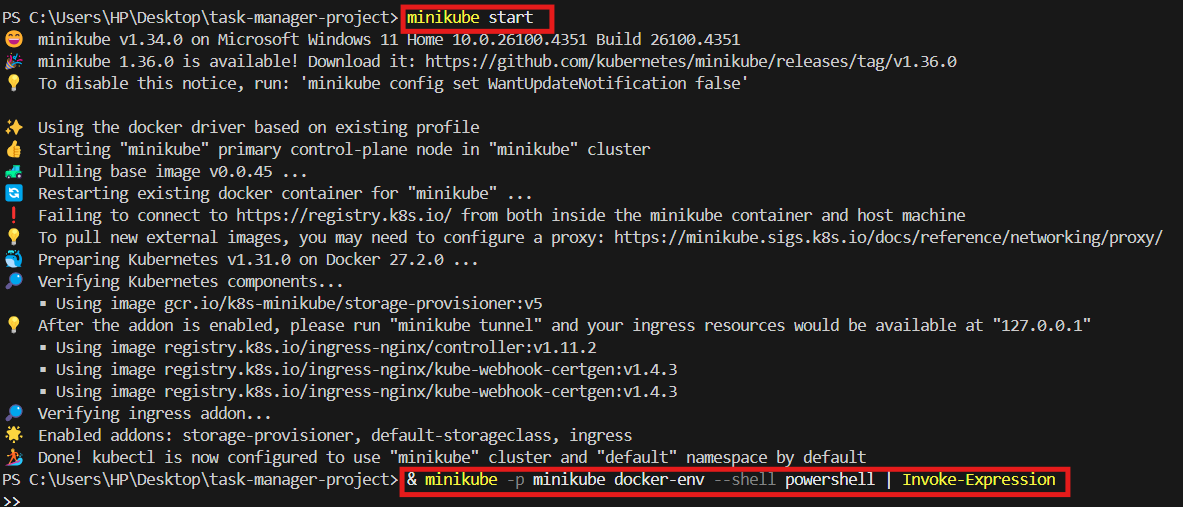 PS C:\Users\HP\Desktop\task-manager-project> minikube start
minikube v1.34.0 on Microsoft Windows 11 Home 10.0.26100.4351 Build 26100.4351
minikube 1.36.0 is available! Download it: https://github.com/kubernetes/minikube/releases/tag/v1.36.0
To disable this notice, run: 'minikube config set WantUpdateNotification false'
Using the docker driver based on existing profile
Starting "minikube" primary control-plane node in "minikube" cluster
Pulling base image v0.0.45 ...
Restarting existing docker container for "minikube" ...
Failing to connect to https://registry.k8s.io/ from both inside the minikube container and host machine
To pull new external images, you may need to configure a proxy: https://minikube.sigs.k8s.io/docs/reference/networking/proxy/
Preparing Kubernetes v1.31.0 on Docker 27.2.0 ...
Verifying Kubernetes components...
▪ Using image gcr.io/k8s-minikube/storage-provisioner:v5
After the addon is enabled, please run "minikube tunnel" and your ingress resources would be available at "127.0.0.1"
▪ Using image registry.k8s.io/ingress-nginx/controller:v1.11.2
▪ Using image registry.k8s.io/ingress-nginx/kube-webhook-certgen:v1.4.3
▪ Using image registry.k8s.io/ingress-nginx/kube-webhook-certgen:v1.4.3
Verifying ingress addon...
Enabled addons: storage-provisioner, default-storageclass, ingress
Done! kubectl is now configured to use "minikube" cluster and "default" namespace by default
PS C:\Users\HP\Desktop\task-manager-project> & minikube -p minikube docker-env --shell powershell | Invoke-Expression
>>